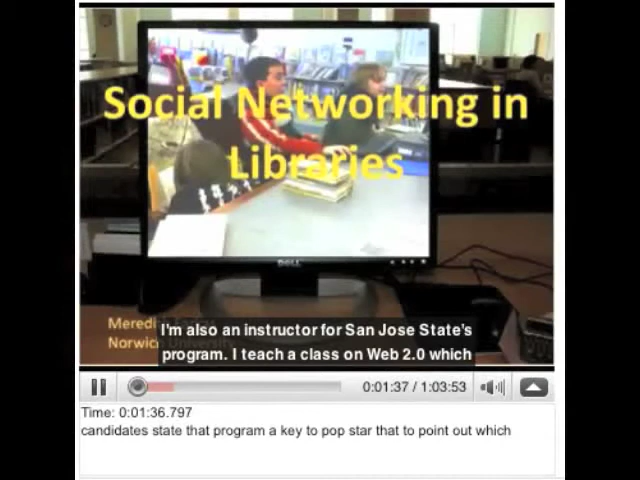 Social Networking in
Libraries
DELL
I'm also an instructor for San Jose State's
program. I teach a class on Web 2.0 which
Norwich
0:01:37 / 1:03:53
Time: 0:01:36.797
candidates state that program a key to pop star that to point out which